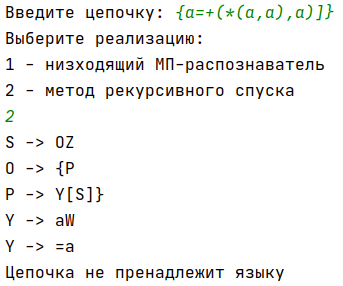 Введите цепочку: {a=+(*(a,a),a)]}
Выберите реализацию:
1 - низходящий МП-распознаватель
2 - метод рекурсивного спуска
2
S -> OZ
O -> {P
P -> Y[S]}
Y -> aW
Y -> =a
Цепочка не пренадлежит языку